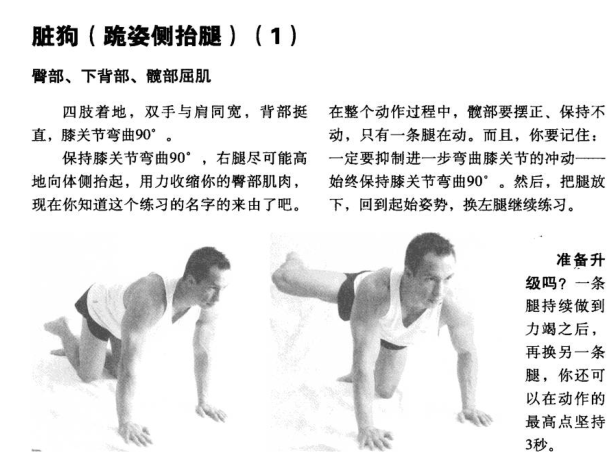 脏狗（跪姿侧抬腿）（1）
臀部、下背部、髋部屈肌
四肢着地，双手与肩同宽，背部挺
直，膝关节弯曲90°。
保持膝关节弯曲90°，右腿尽可能高
地向体侧抬起，用力收缩你的臀部肌肉，
现在你知道这个练习的名字的来由了吧。
在整个动作过程中，髋部要摆正、保持不
动，只有一条腿在动。而且，你要记住：
一定要抑制进一步弯曲膝关节的冲动——
始终保持膝关节弯曲90°。然后，把腿放
下，回到起始姿势，换左腿继续练习。
准备升
级吗？一条
腿持续做到
力竭之后，
再换另一条
腿，你还可
以在动作的
最高点坚持
3秒。